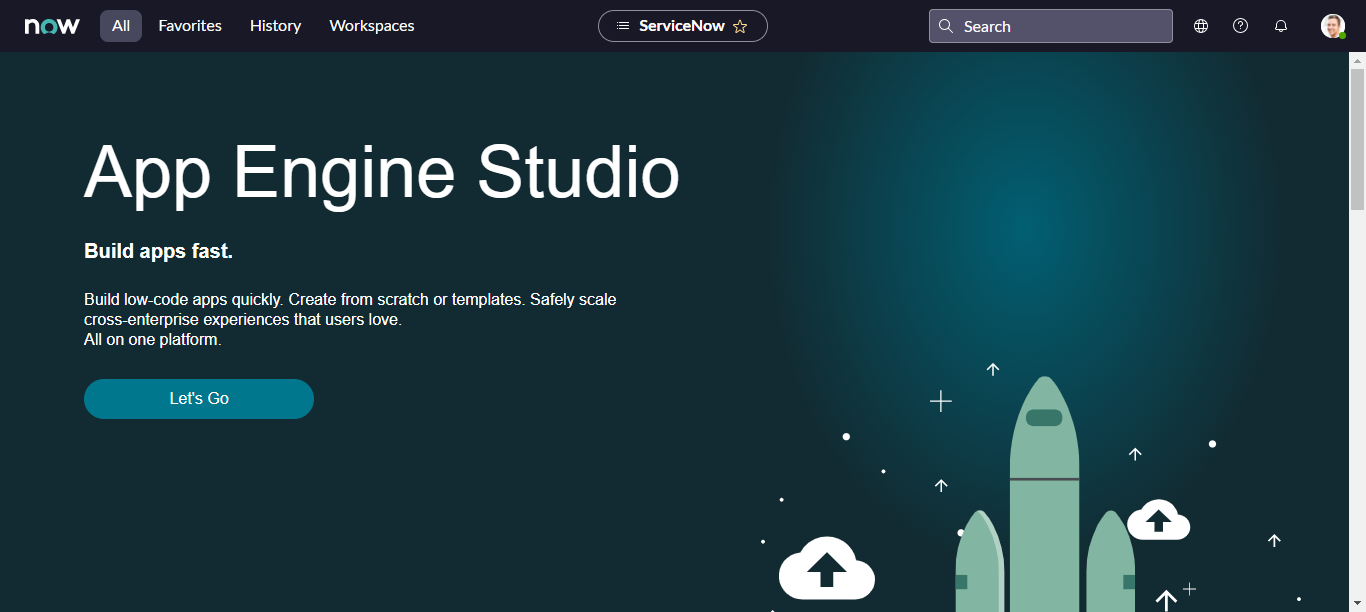 now
All
Favorites
History
Workspaces
ServiceNow
Search
App Engine Studio
Build apps fast.
Build low-code apps quickly. Create from scratch or templates. Safely scale
cross-enterprise experiences that users love.
All on one platform.
Let's Go